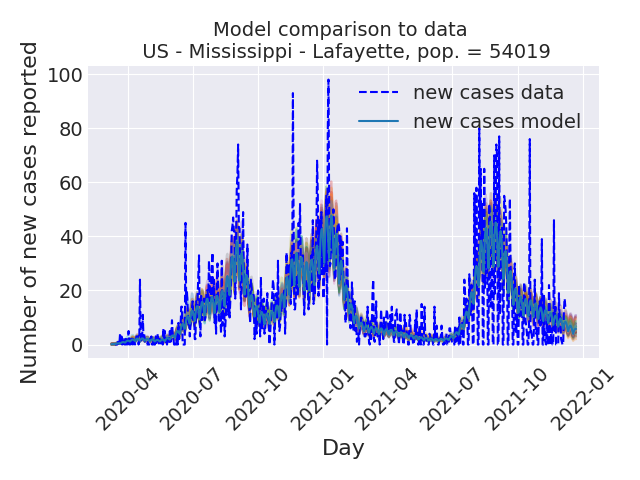 Model comparison to data
US - Mississippi - Lafayette, pop. = 54019
Number of new cases reported
100
80
60
40
20
0
new cases data
new cases model
2020-04
2020-07
2020-10
2021-01
2021-04
2021-07
2021-10
2022-01
Day